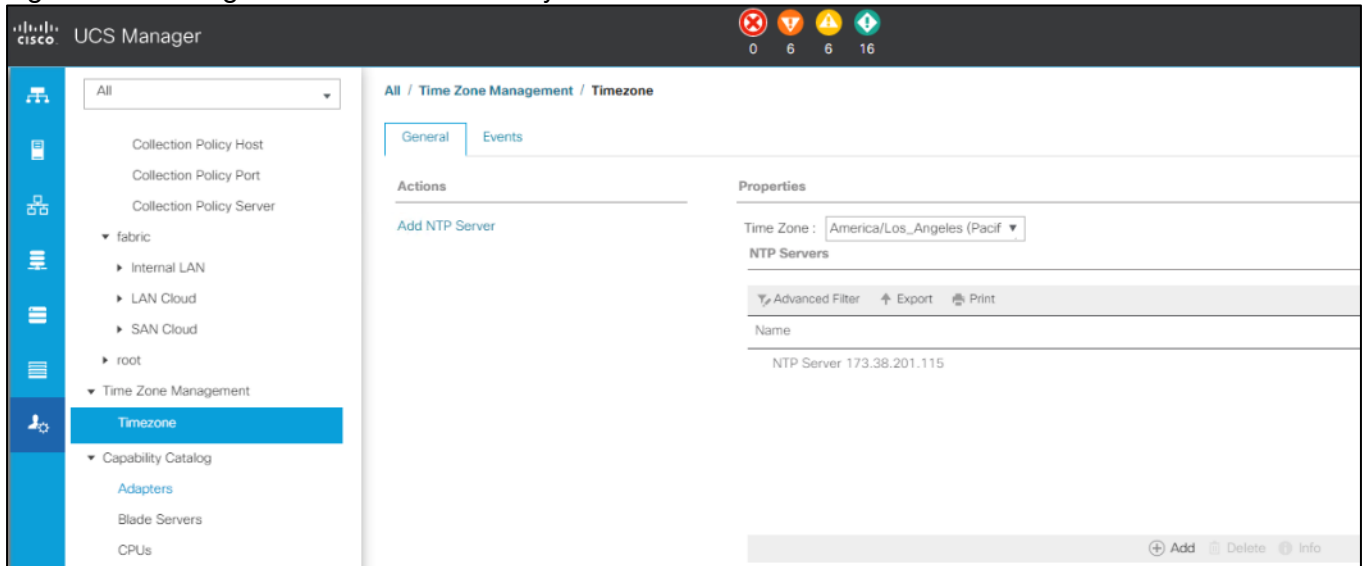 cisco. UCS Manager
0 6 6 16
All
All / Time Zone Management / Timezone
General Events
Collection Policy Host
Collection Policy Port
Collection Policy Server
fabric
Internal LAN
LAN Cloud
SAN Cloud
root
Time Zone Management
Timezone
Capability Catalog
Adapters
Blade Servers
CPUs
Actions
Add NTP Server
Properties
Time Zone : America/Los_Angeles (Pacif
NTP Servers
Advanced Filter Export Print
Name
NTP Server 173.38.201.115
Add Delete Info